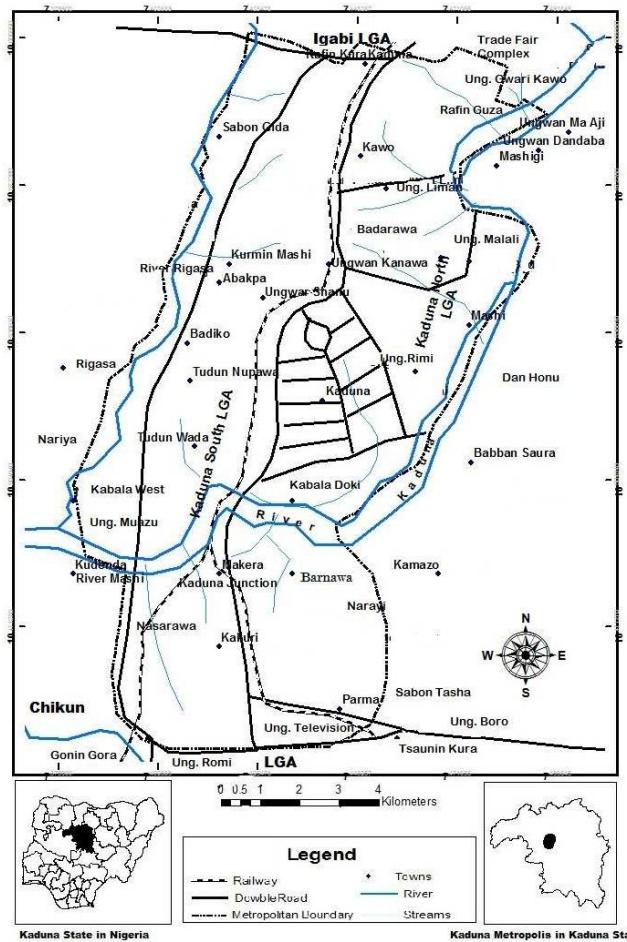 Igabi LGA
Trade Fair
Complex
Rafin Kura Kaduna
Ung. Gwari Kawo
Rafin Guza
Ungwan Ma Aji
Sabon Gida
Ungwan Dandaba
Kawo
Mashigi
Ung. Liman
Badarawa
Ung. Malali
Kurmin Mashi
Ungwan Kanawa
River Rigasa
Abakpa
Ungwar Shanu
Kaduna North
LGA
Mashi
Badiko
Ung.Rimi
Rigasa
Tudun Nupawa
Dan Honu
Kaduna
Kaduna South LGA
Nariya
Tudun Wada
Babban Saura
Kabala West
Kabala Doki
Ung. Muazu
River
Kaduna
Kudenda
Makera
Kamazo
River Mashi
Kaduna Junction
Barnawa
Narayi
Nasarawa
Kakuri
N
W
E
S
Chikun
Parma
Sabon Tasha
Ung. Boro
Ung. Television
Tsaunin Kura
Gonin Gora
Ung. Romi
LGA
0 0.5 1 2 3 4
Kilometers
Legend
Railway
Towns
Dowble Road
River
Metropolitan Boundary
Streams
Kaduna State in Nigeria
Kaduna Metropolis in Kaduna Sta